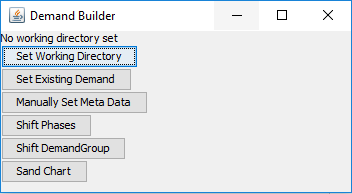 Demand Builder
No working directory set
Set Working Directory
Set Existing Demand
Manually Set Meta Data
Shift Phases
Shift DemandGroup
Sand Chart